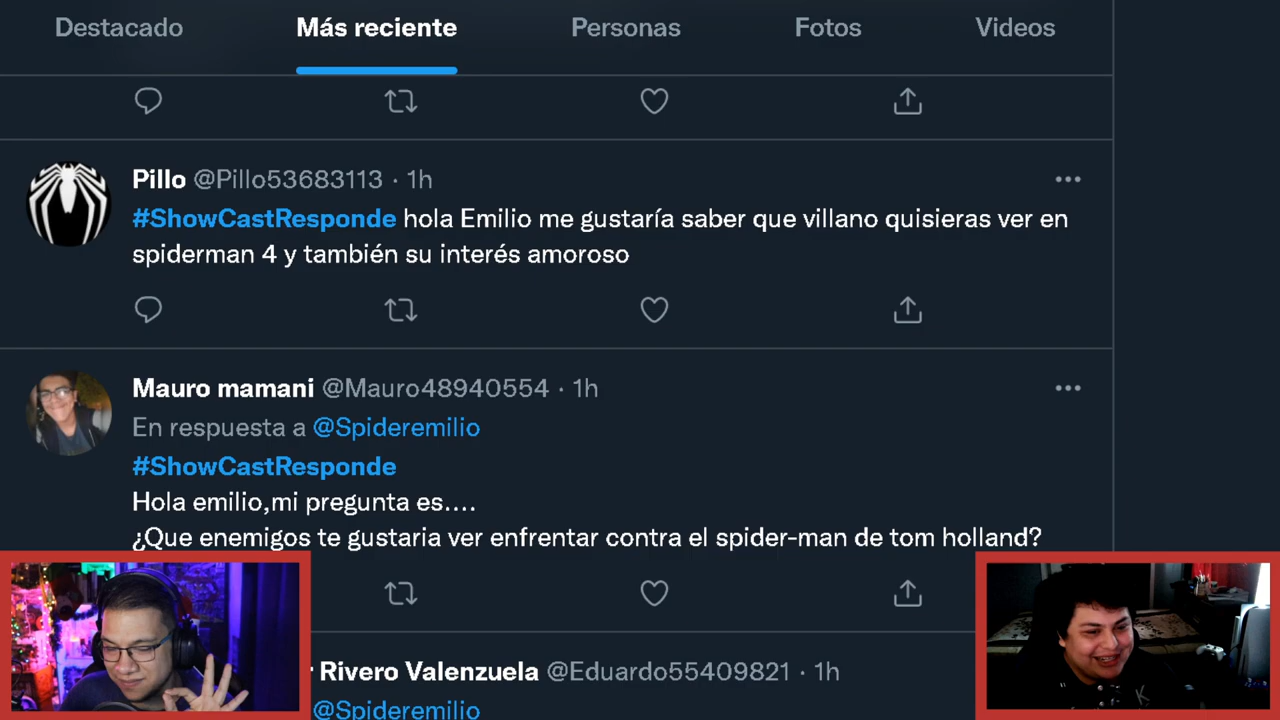 Destacado
Más reciente
Personas
Fotos
Videos
Pillo @Pillo53683113 · 1h
#ShowCastResponde hola Emilio me gustaría saber que villano quisieras ver en
spiderman 4 y también su interés amoroso
Mauro mamani @Mauro48940554 · 1h
En respuesta a @Spideremilio
#ShowCastResponde
Hola emilio,mi pregunta es....
¿Que enemigos te gustaria ver enfrentar contra el spider-man de tom holland?
Rivero Valenzuela @Eduardo55409821 · 1h
@Spideremilio